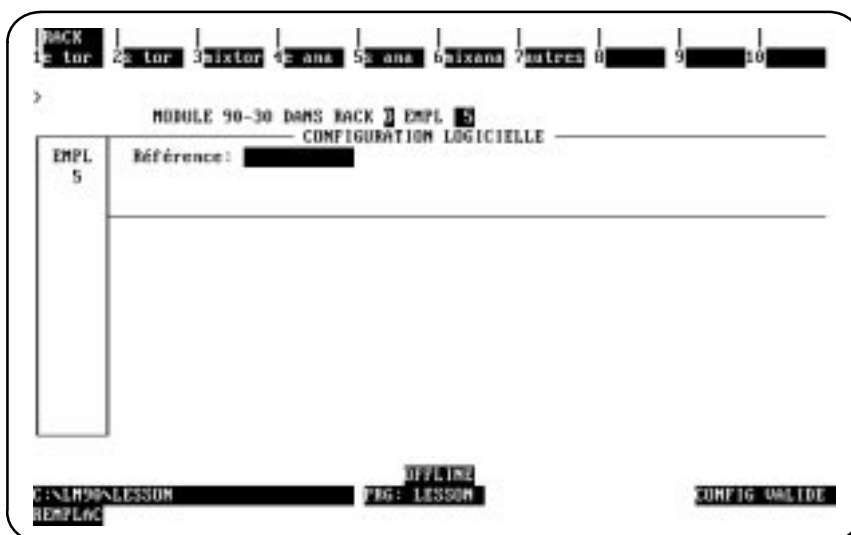 RACK
1e tor 2s tor 3mixtor 4e ana 5s ana 6mixana 7autres 8 9 10
>
MODULE 90-30 DANS RACK 0 EMPL 5
CONFIGURATION LOGICIELLE
EMPL Référence:
5
OFFLINE
C:\LM90\LESSON PRG: LESSON CONFIG VALIDE
REMPLAC